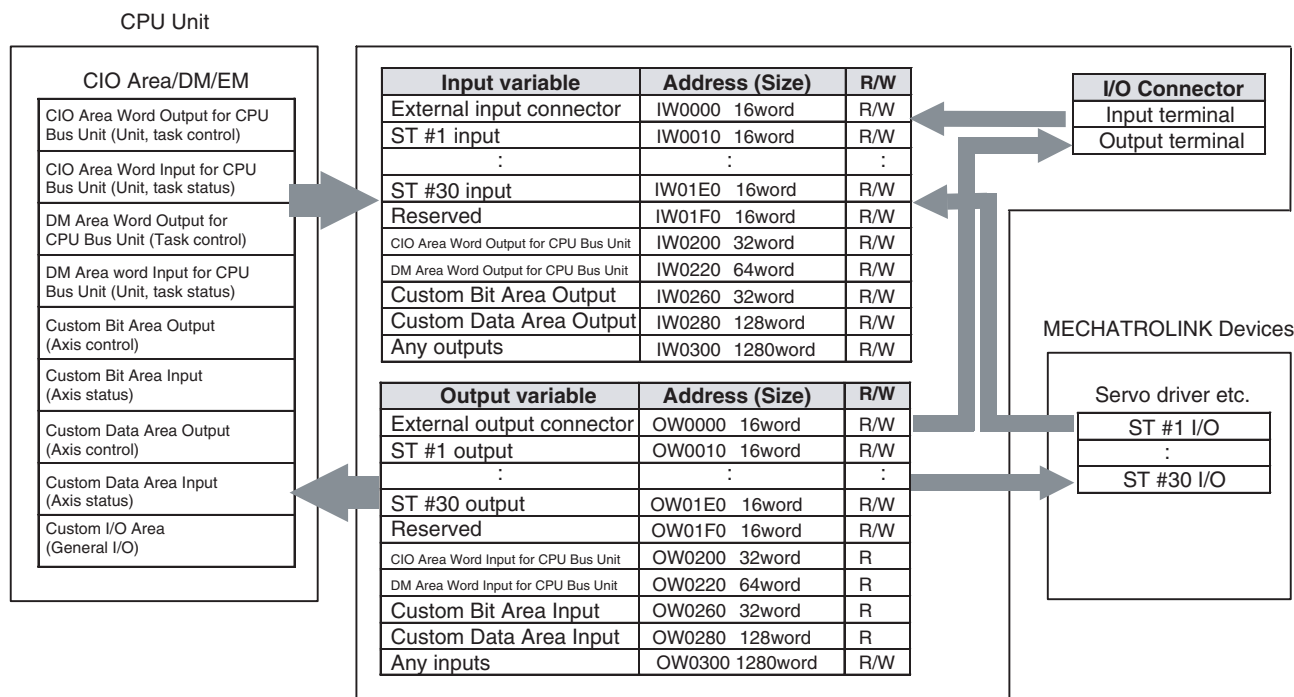 CPU Unit
CIO Area/DM/EM
CIO Area Word Output for CPU
Bus Unit (Unit, task control)
CIO Area Word Input for CPU
Bus Unit (Unit, task status)
DM Area Word Output for
CPU Bus Unit (Task control)
DM Area word Input for CPU
Bus Unit (Unit, task status)
Custom Bit Area Output
(Axis control)
Custom Bit Area Input
(Axis status)
Custom Data Area Output
(Axis control)
Custom Data Area Input
(Axis status)
Custom I/O Area
(General I/O)
Input variable Address (Size) R/W
External input connector IW0000 16word R/W
ST #1 input IW0010 16word R/W
: : :
ST #30 input IW01E0 16word R/W
Reserved IW01F0 16word R/W
CIO Area Word Output for CPU Bus Unit IW0200 32word R/W
DM Area Word Output for CPU Bus Unit IW0220 64word R/W
Custom Bit Area Output IW0260 32word R/W
Custom Data Area Output IW0280 128word R/W
Any outputs IW0300 1280word R/W
Output variable Address (Size) R/W
External output connector OW0000 16word R/W
ST #1 output OW0010 16word R/W
: : :
ST #30 output OW01E0 16word R/W
Reserved OW01F0 16word R/W
CIO Area Word Input for CPU Bus Unit OW0200 32word R
DM Area Word Input for CPU Bus Unit OW0220 64word R
Custom Bit Area Input OW0260 32word R
Custom Data Area Input OW0280 128word R
Any inputs OW0300 1280word R/W
I/O Connector
Input terminal
Output terminal
MECHATROLINK Devices
Servo driver etc.
ST #1 I/O
:
ST #30 I/O